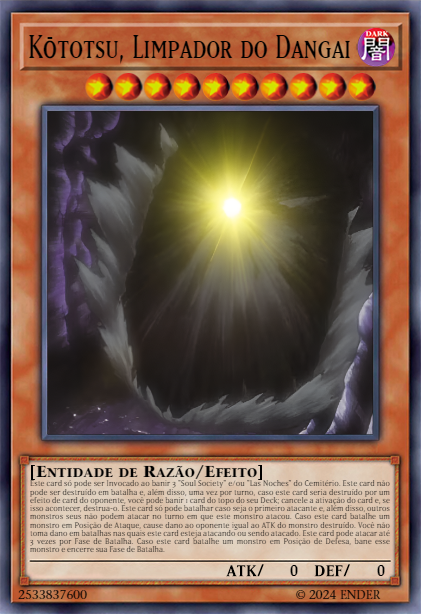 Kōtotsu, Limpador do Dangai
DARK
闇
[Entidade de Razão/Efeito]
Este card só pode ser Invocado ao banir 3 "Soul Society" e/ou "Las Noches" do Cemitério. Este card não
pode ser destruído em batalha e, além disso, uma vez por turno, caso este card seria destruído por um
efeito de card do oponente, você pode banir 1 card do topo do seu Deck; cancele a ativação do card e, se
isso acontecer, destrua-o. Este card só pode batalhar caso seja o primeiro atacante e, além disso, outros
monstros seus não podem atacar no turno em que este monstro atacou. Caso este card batalhe um
monstro em Posição de Ataque, cause dano ao oponente igual ao ATK do monstro destruído. Você não
toma dano em batalhas nas quais este card esteja atacando ou sendo atacado. Este card pode atacar até
3 vezes por Fase de Batalha. Caso este card batalhe um monstro em Posição de Defesa, bane esse
monstro e encerre sua Fase de Batalha.
ATK/ 0 DEF/ 0
2533837600 © 2024 ENDER